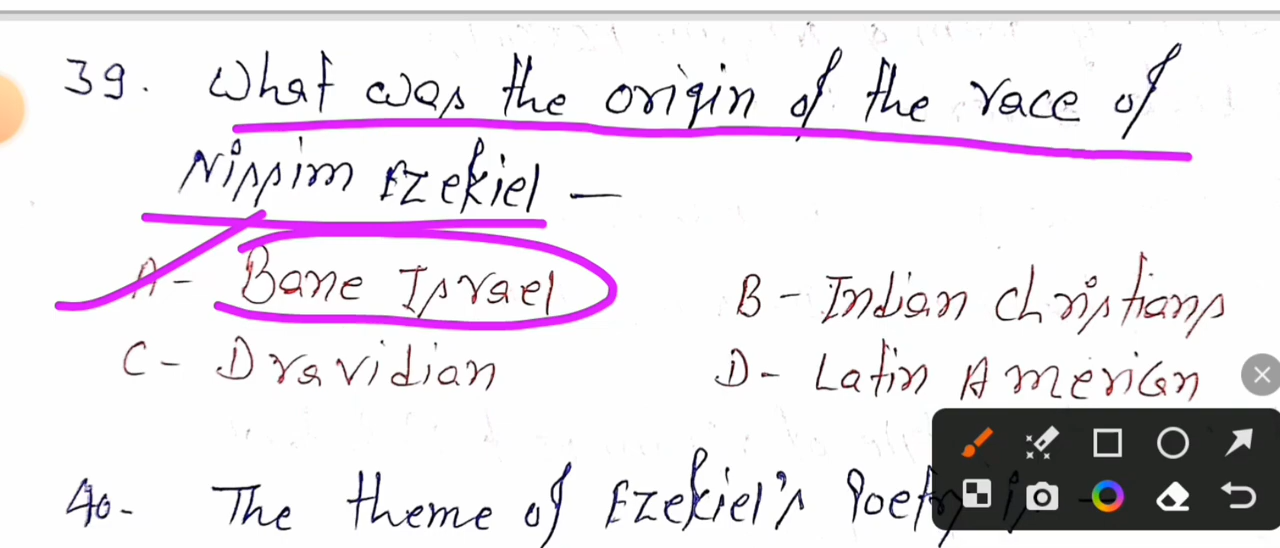 39. What was the origin of the race of
Nissim Ezekiel —
A- Bane Israel
B - Indian Christians
C- Dravidian
D- Latin American
40- The theme of Ezekiel's Poetry is -